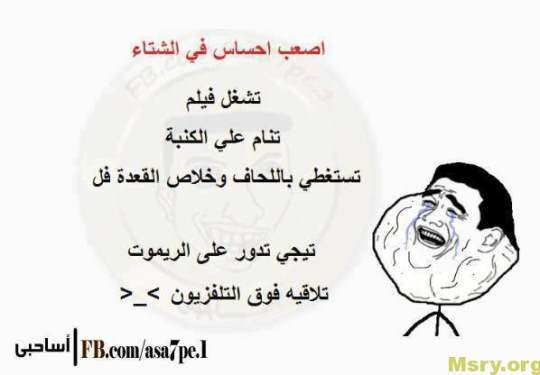 اصعب احساس في الشتاء
تشغل فيلم
تنام علي الكنبة
تستغطي باللحاف وخلاص القعدة فل
تيجي تدور على الريموت
تلاقيه فوق التلفزيون >_<
أساحبى FB.com/asa7pe.1
Msry.org